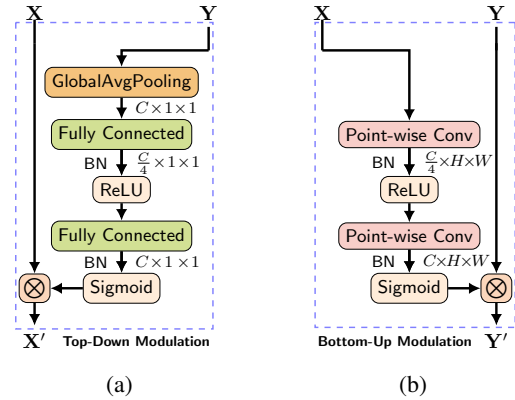 X Y
GlobalAvgPooling
C×1×1
Fully Connected
BN C/4×1×1
ReLU
Fully Connected
BN C×1×1
⊗ Sigmoid
X′ Top-Down Modulation
(a)
X Y
Point-wise Conv
BN C/4×H×W
ReLU
Point-wise Conv
BN C×H×W
Sigmoid ⊗
Bottom-Up Modulation Y′
(b)